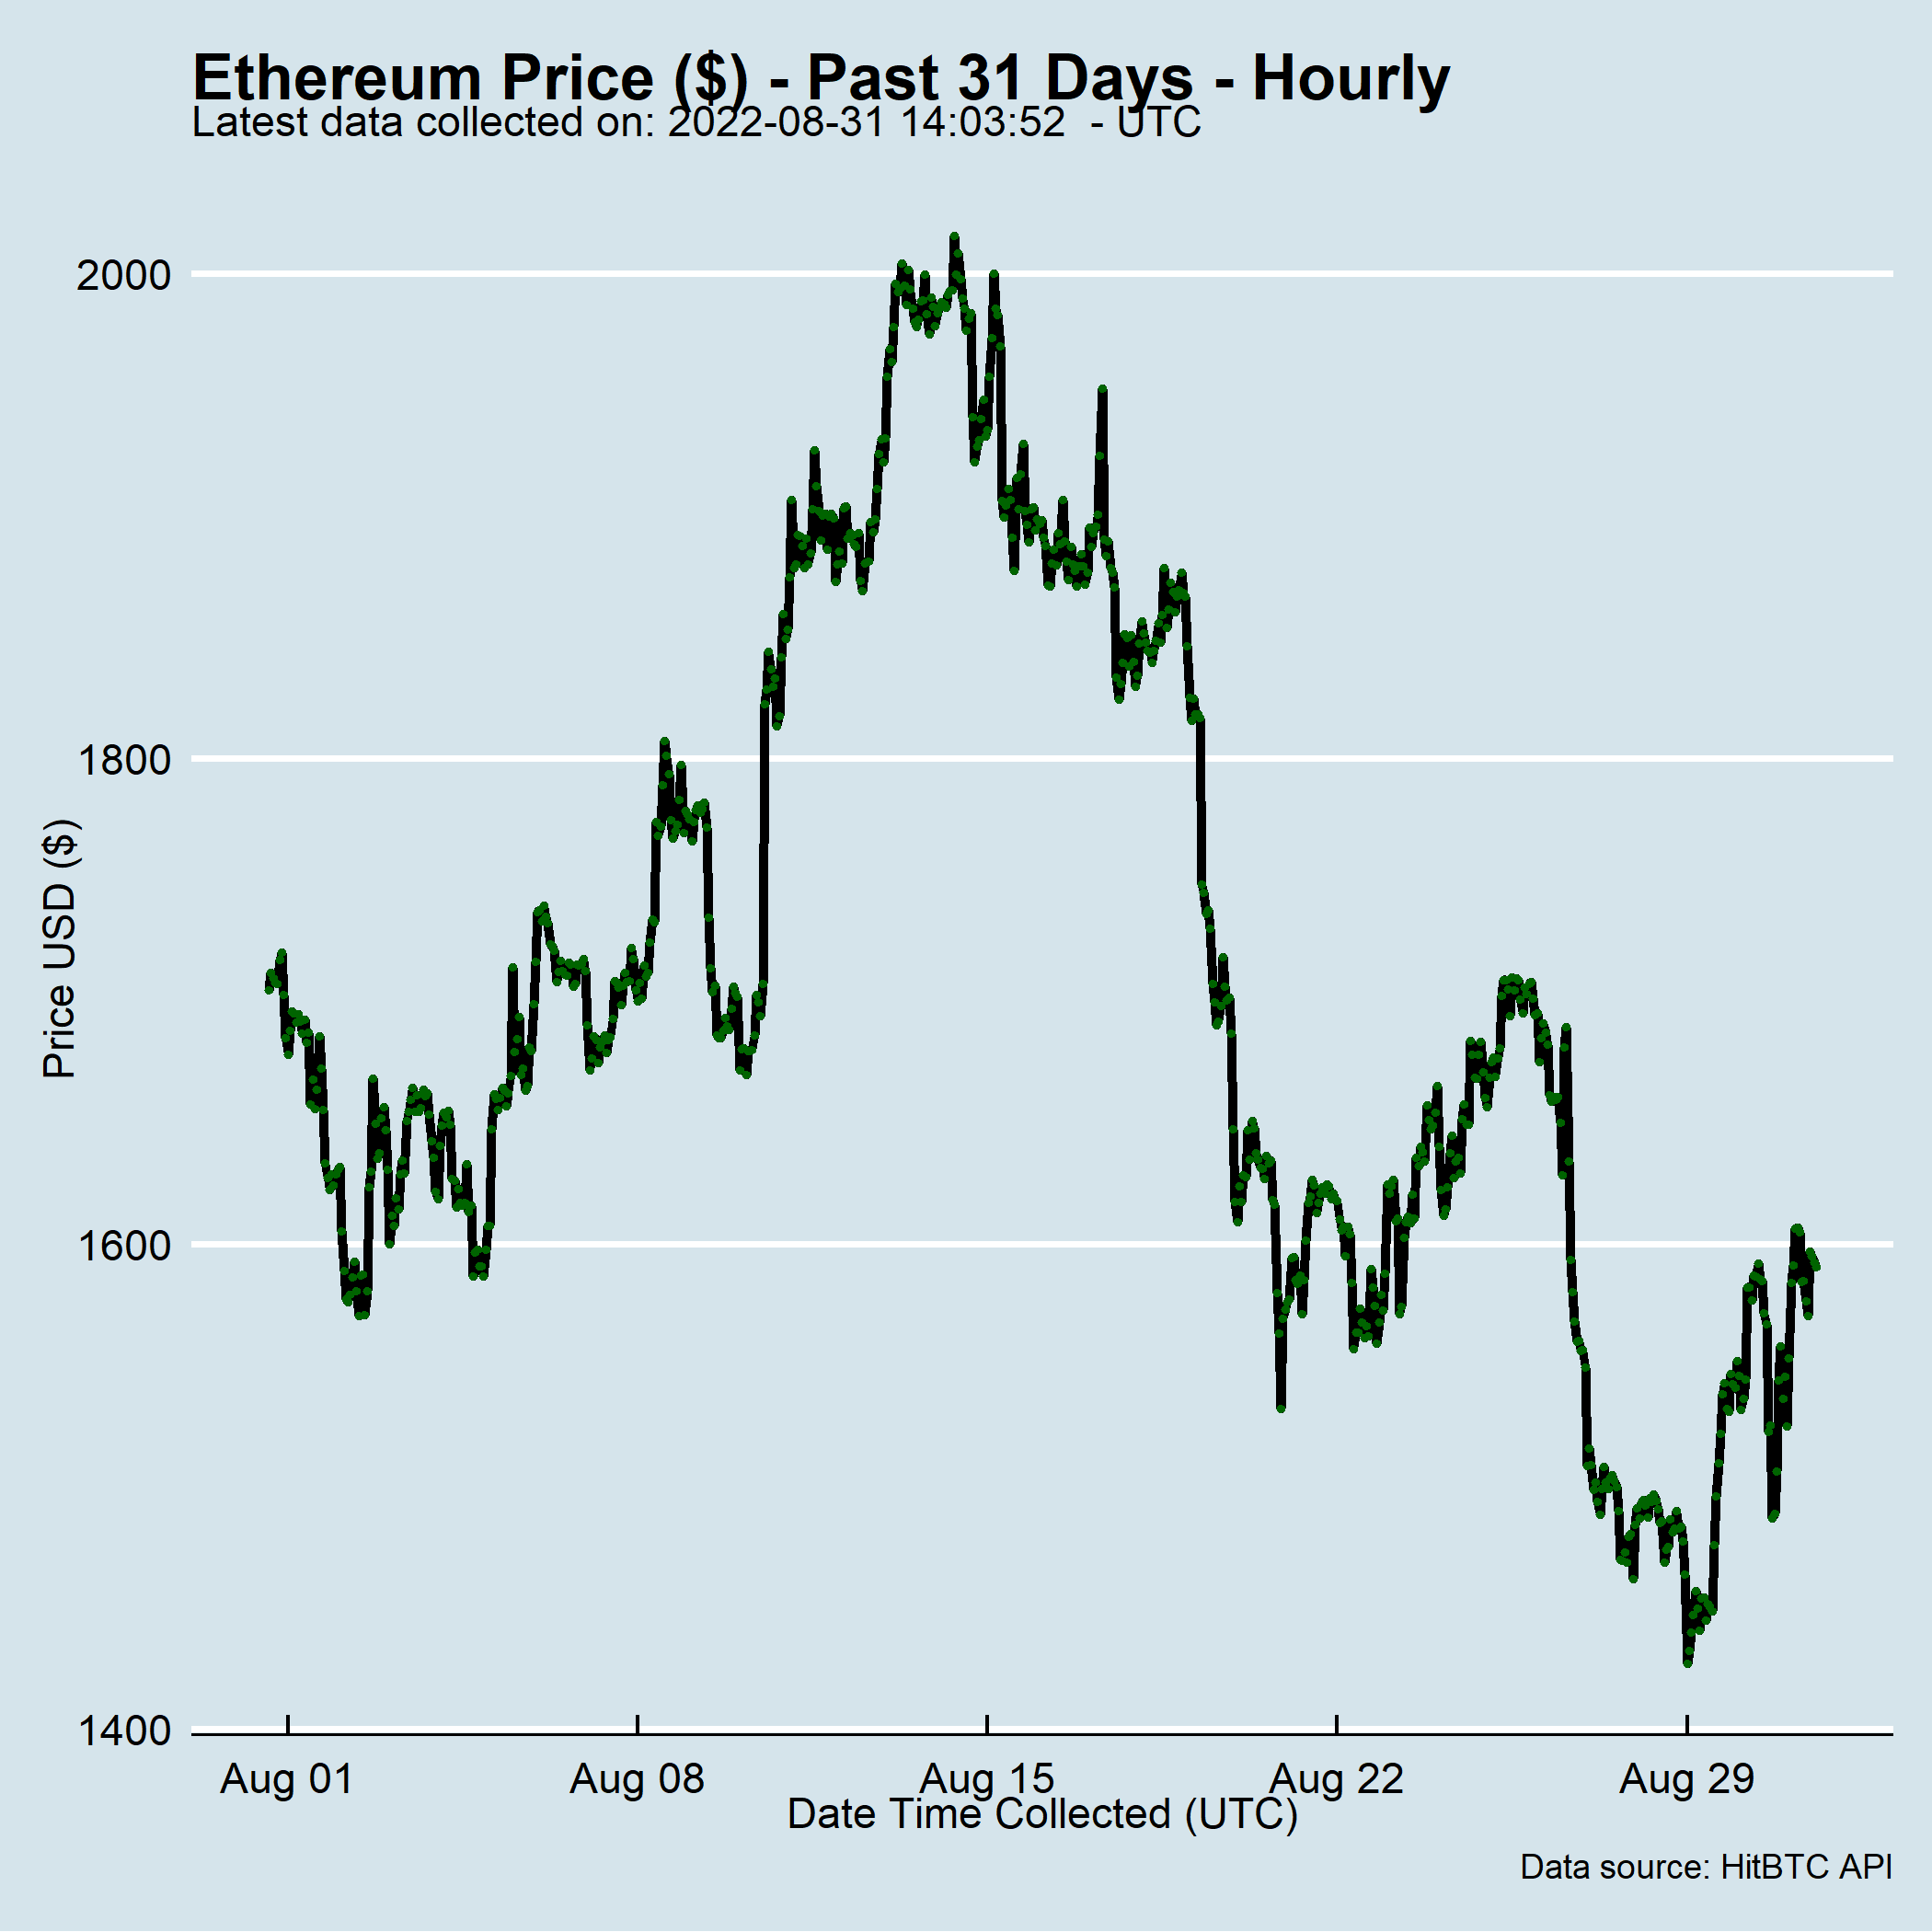 Ethereum Price ($) - Past 31 Days - Hourly
Latest data collected on: 2022-08-31 14:03:52  - UTC
2000
1800
1600
1400
Price USD ($)
Aug 01 Aug 08 Aug 15 Aug 22 Aug 29
Date Time Collected (UTC)
Data source: HitBTC API